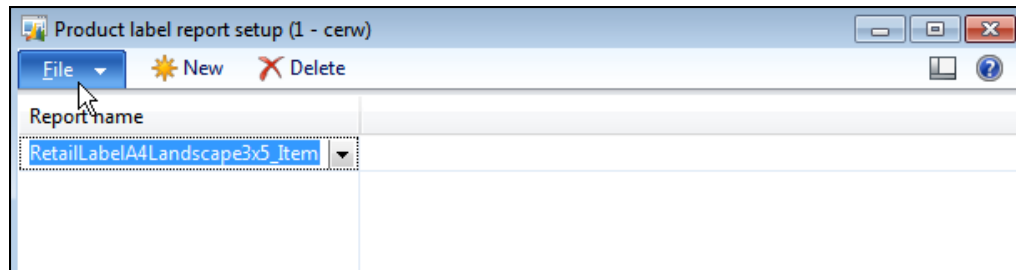 Product label report setup (1 - cerw)
File New Delete
Report name
RetailLabelA4Landscape3x5_Item